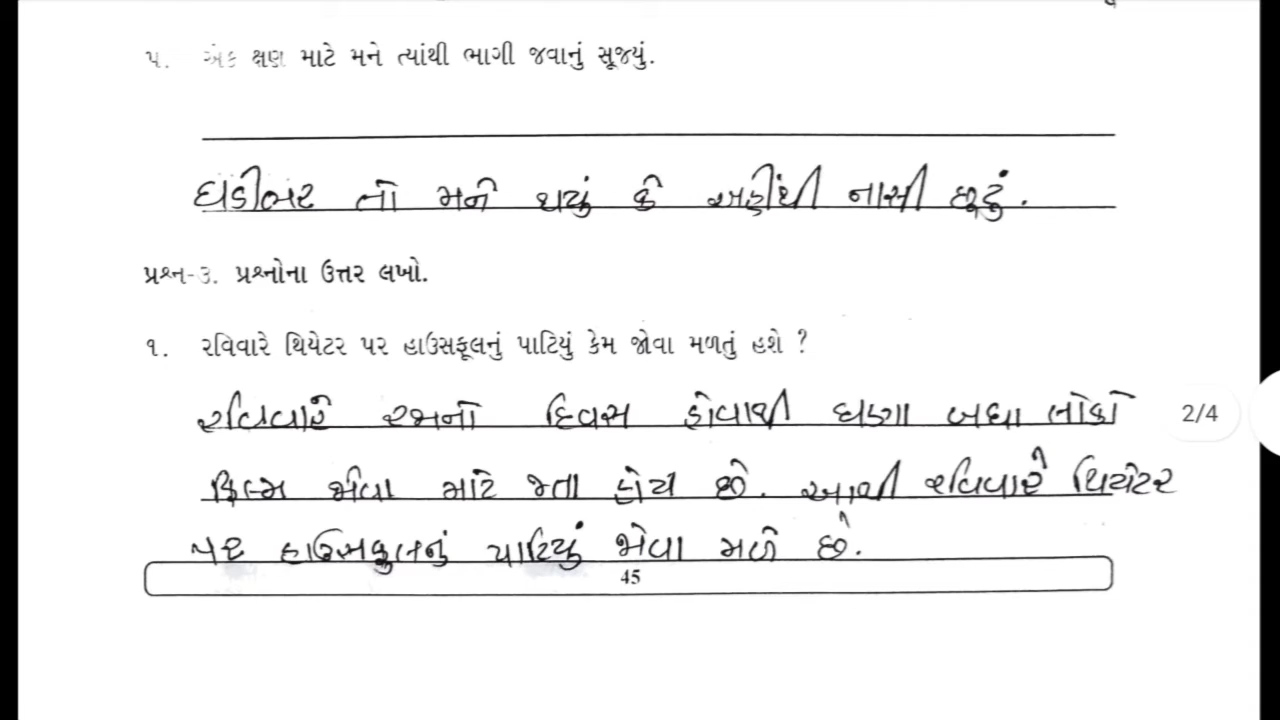 ૫. એક ક્ષણ માટે મને ત્યાંથી ભાગી જવાનું સૂજયું.
ઘડીભર તો મને થયું કે અહીંથી નાસી છૂટું.
પ્રશ્ન-૩. પ્રશ્નોના ઉત્તર લખો.
૧. રવિવારે થિયેટર પર હાઉસફૂલનું પાટિયું કેમ જોવા મળતું હશે ?
રવિવારે રજાનો દિવસ હોવાથી ઘણા બધા લોકો
2/4
ફિલ્મ જોવા માટે જતા હોય છે. આથી રવિવારે થિયેટર
પર હાઉસફુલનું પાટિયું જોવા મળે છે.
45